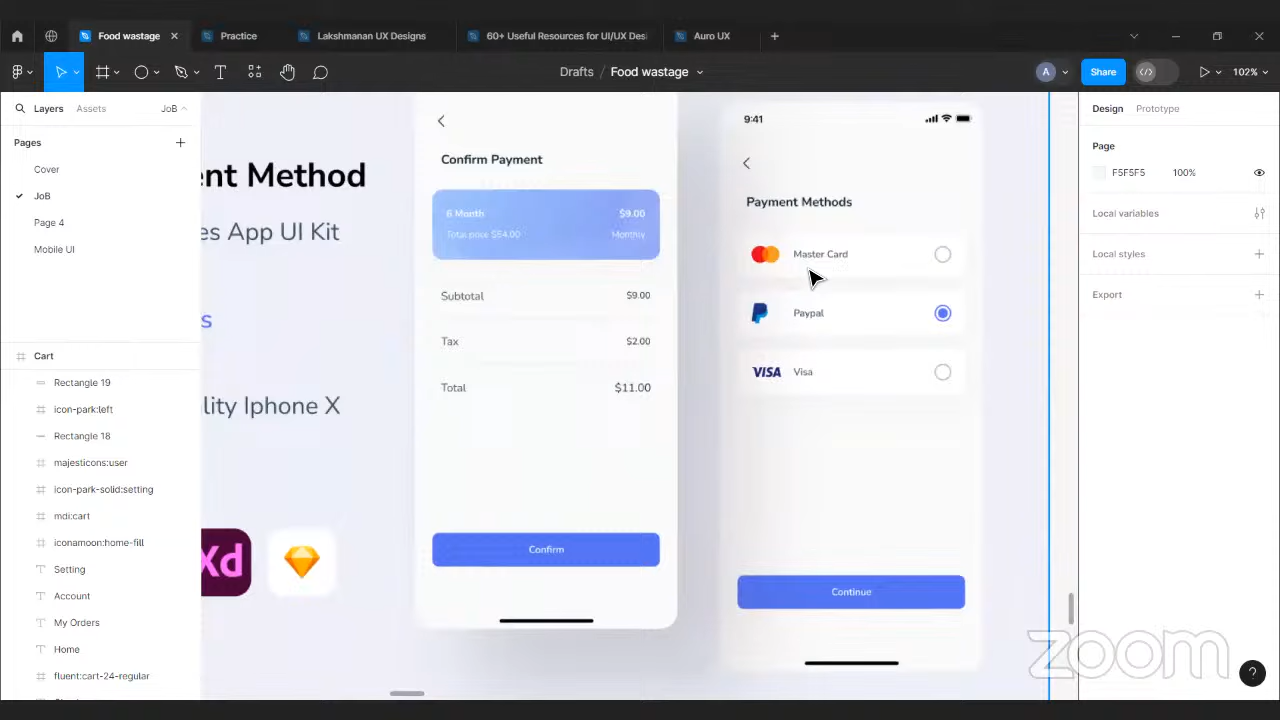 Food wastage
Practice
Lakshmanan UX Designs
60+ Useful Resources for UI/UX Desi
Auro UX
Drafts / Food wastage
A
Share
102%
Layers
Assets
JoB
Pages
Cover
JoB
Page 4
Mobile UI
Cart
Rectangle 19
icon-park:left
Rectangle 18
majesticons:user
icon-park-solid:setting
mdi:cart
iconamoon:home-fill
Setting
Account
My Orders
Home
fluent:cart-24-regular
ent Method
es App UI Kit
s
lity Iphone X
Xd
Confirm Payment
6 Month
$9.00
Total price $54.00
Monthly
Subtotal
$9.00
Tax
$2.00
Total
$11.00
Confirm
9:41
Payment Methods
Master Card
Paypal
VISA
Visa
Continue
Design
Prototype
Page
F5F5F5
100%
Local variables
Local styles
Export
zoom
?